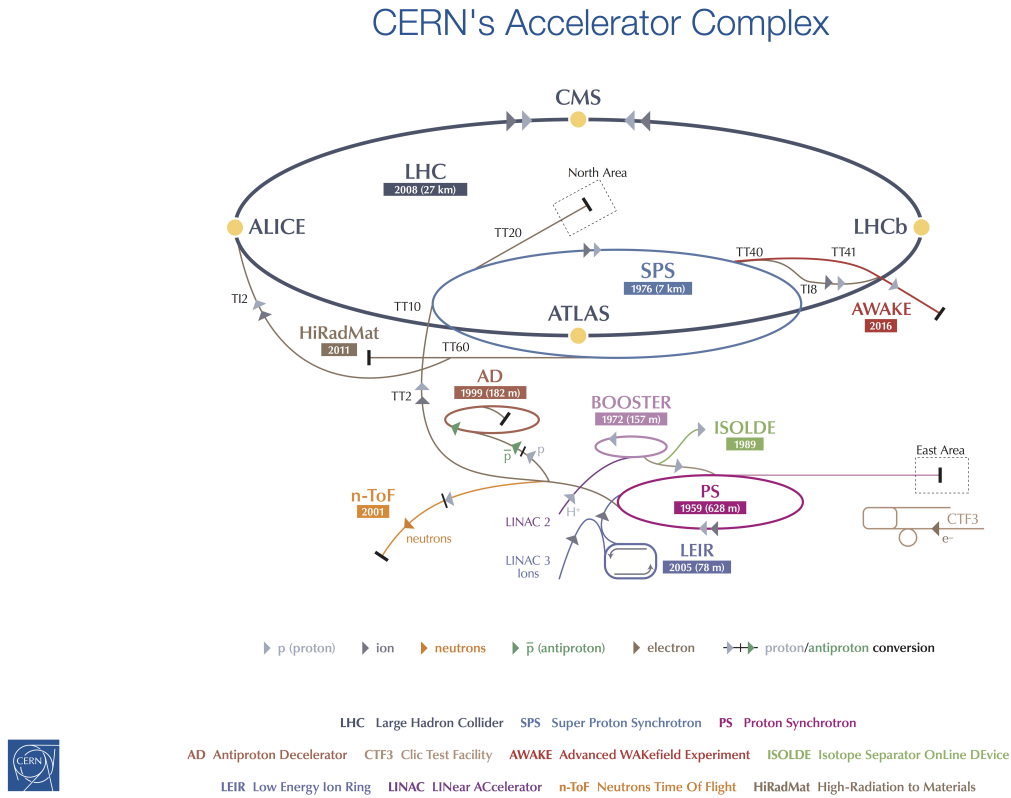 CERN's Accelerator Complex
CMS
LHC
2008 (27 km)
North Area
ALICE
LHCb
TT20
TT40
TT41
SPS
1976 (7 km)
TI2
TT10
TI8
ATLAS
AWAKE
2016
HiRadMat
2011
TT60
AD
1999 (182 m)
TT2
BOOSTER
1972 (157 m)
ISOLDE
1989
p
p̅
East Area
n-ToF
2001
PS
1959 (628 m)
H⁻
LINAC 2
CTF3
neutrons
e⁻
LEIR
2005 (78 m)
LINAC 3
Ions
p (proton) ion neutrons p̅ (antiproton) electron proton/antiproton conversion
LHC Large Hadron Collider SPS Super Proton Synchrotron PS Proton Synchrotron
AD Antiproton Decelerator CTF3 Clic Test Facility AWAKE Advanced WAKefield Experiment ISOLDE Isotope Separator OnLine DEvice
LEIR Low Energy Ion Ring LINAC LINear ACcelerator n-ToF Neutrons Time Of Flight HiRadMat High-Radiation to Materials
CERN